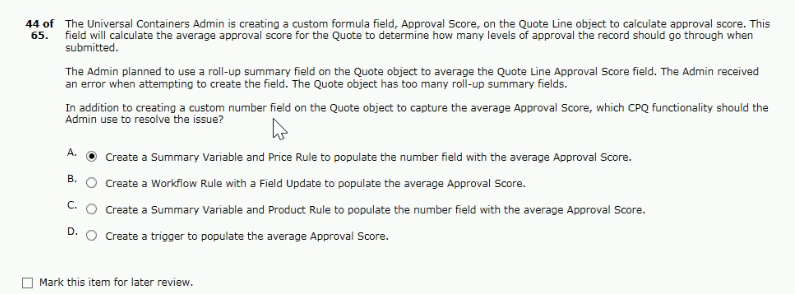 44 of 65. The Universal Containers Admin is creating a custom formula field, Approval Score, on the Quote Line object to calculate approval score. This
field will calculate the average approval score for the Quote to determine how many levels of approval the record should go through when
submitted.
The Admin planned to use a roll-up summary field on the Quote object to average the Quote Line Approval Score field. The Admin received
an error when attempting to create the field. The Quote object has too many roll-up summary fields.
In addition to creating a custom number field on the Quote object to capture the average Approval Score, which CPQ functionality should the
Admin use to resolve the issue?
A. Create a Summary Variable and Price Rule to populate the number field with the average Approval Score.
B. Create a Workflow Rule with a Field Update to populate the average Approval Score.
C. Create a Summary Variable and Product Rule to populate the number field with the average Approval Score.
D. Create a trigger to populate the average Approval Score.
Mark this item for later review.